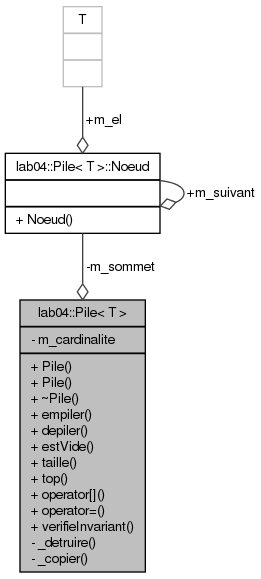 T
+m_el
lab04::Pile< T >::Noeud
+m_suivant
+ Noeud()
-m_sommet
lab04::Pile< T >
- m_cardinalite
+ Pile()
+ Pile()
+ ~Pile()
+ empiler()
+ depiler()
+ estVide()
+ taille()
+ top()
+ operator[]()
+ operator=()
+ verifieInvariant()
- _detruire()
- _copier()